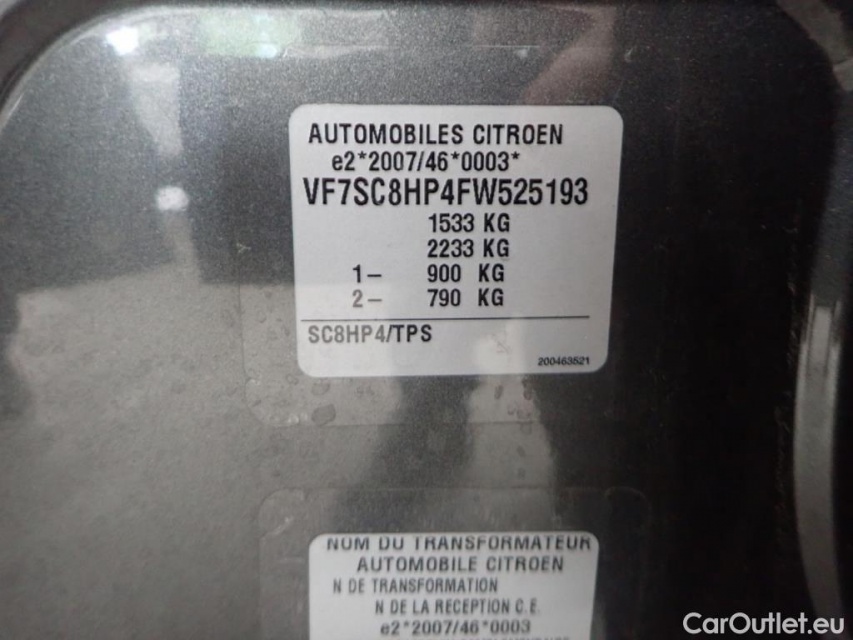 AUTOMOBILES CITROEN
e2*2007/46*0003*
VF7SC8HP4FW525193
1533 KG
2233 KG
1- 900 KG
2- 790 KG
SC8HP4/TPS
200463521
NOM DU TRANSFORMATEUR
AUTOMOBILE CITROEN
N DE TRANSFORMATION
N DE LA RECEPTION C.E.
e2*2007/46*0003
CarOutlet.eu